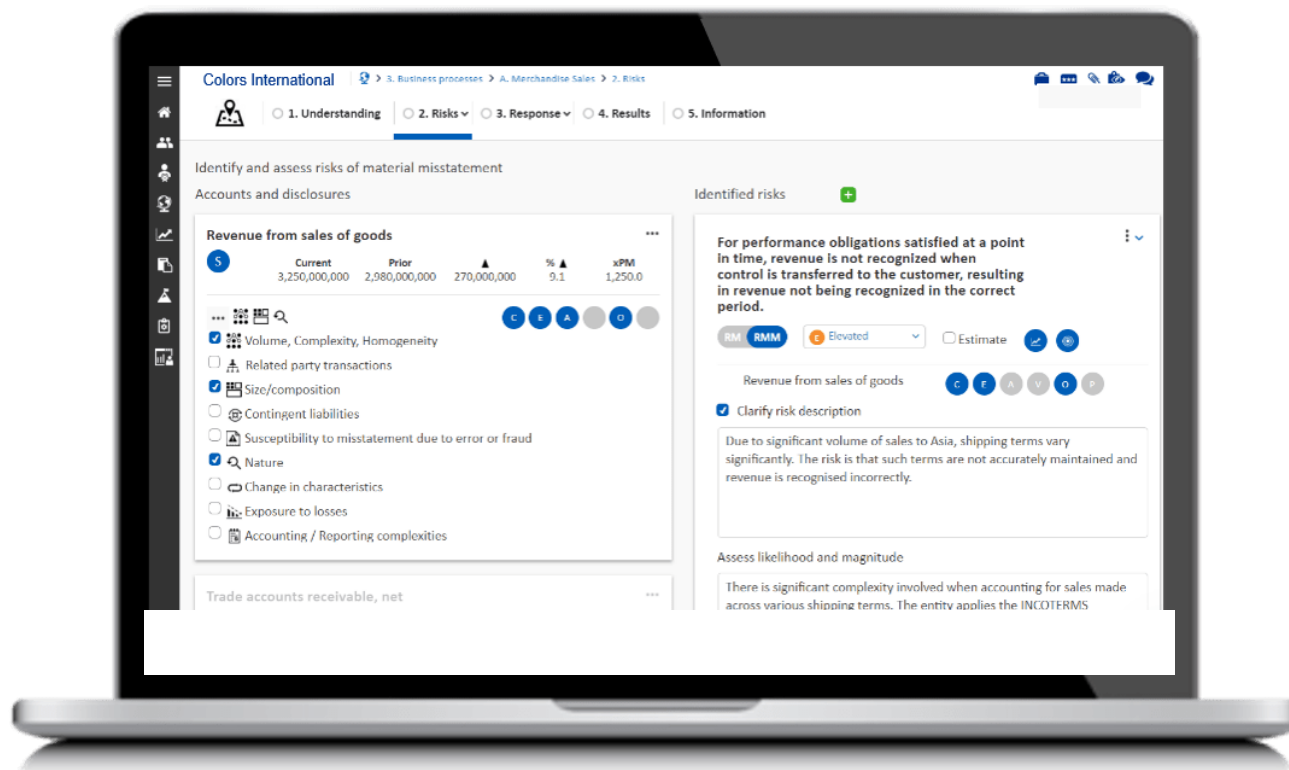 Colors International
> 3. Business processes > A. Merchandise Sales > 2. Risks
1. Understanding
2. Risks
3. Response
4. Results
5. Information
Identify and assess risks of material misstatement
Accounts and disclosures
Revenue from sales of goods
S
Current Prior ▲ % ▲ xPM
3,250,000,000 2,980,000,000 270,000,000 9.1 1,250.0
C E A O
Volume, Complexity, Homogeneity
Related party transactions
Size/composition
Contingent liabilities
Susceptibility to misstatement due to error or fraud
Nature
Change in characteristics
Exposure to losses
Accounting / Reporting complexities
Trade accounts receivable, net
Identified risks
For performance obligations satisfied at a point
in time, revenue is not recognized when
control is transferred to the customer, resulting
in revenue not being recognized in the correct
period.
RM RMM
E Elevated
Estimate
Revenue from sales of goods
C E A V O P
Clarify risk description
Due to significant volume of sales to Asia, shipping terms vary
significantly. The risk is that such terms are not accurately maintained and
revenue is recognised incorrectly.
Assess likelihood and magnitude
There is significant complexity involved when accounting for sales made
across various shipping terms. The entity applies the INCOTERMS